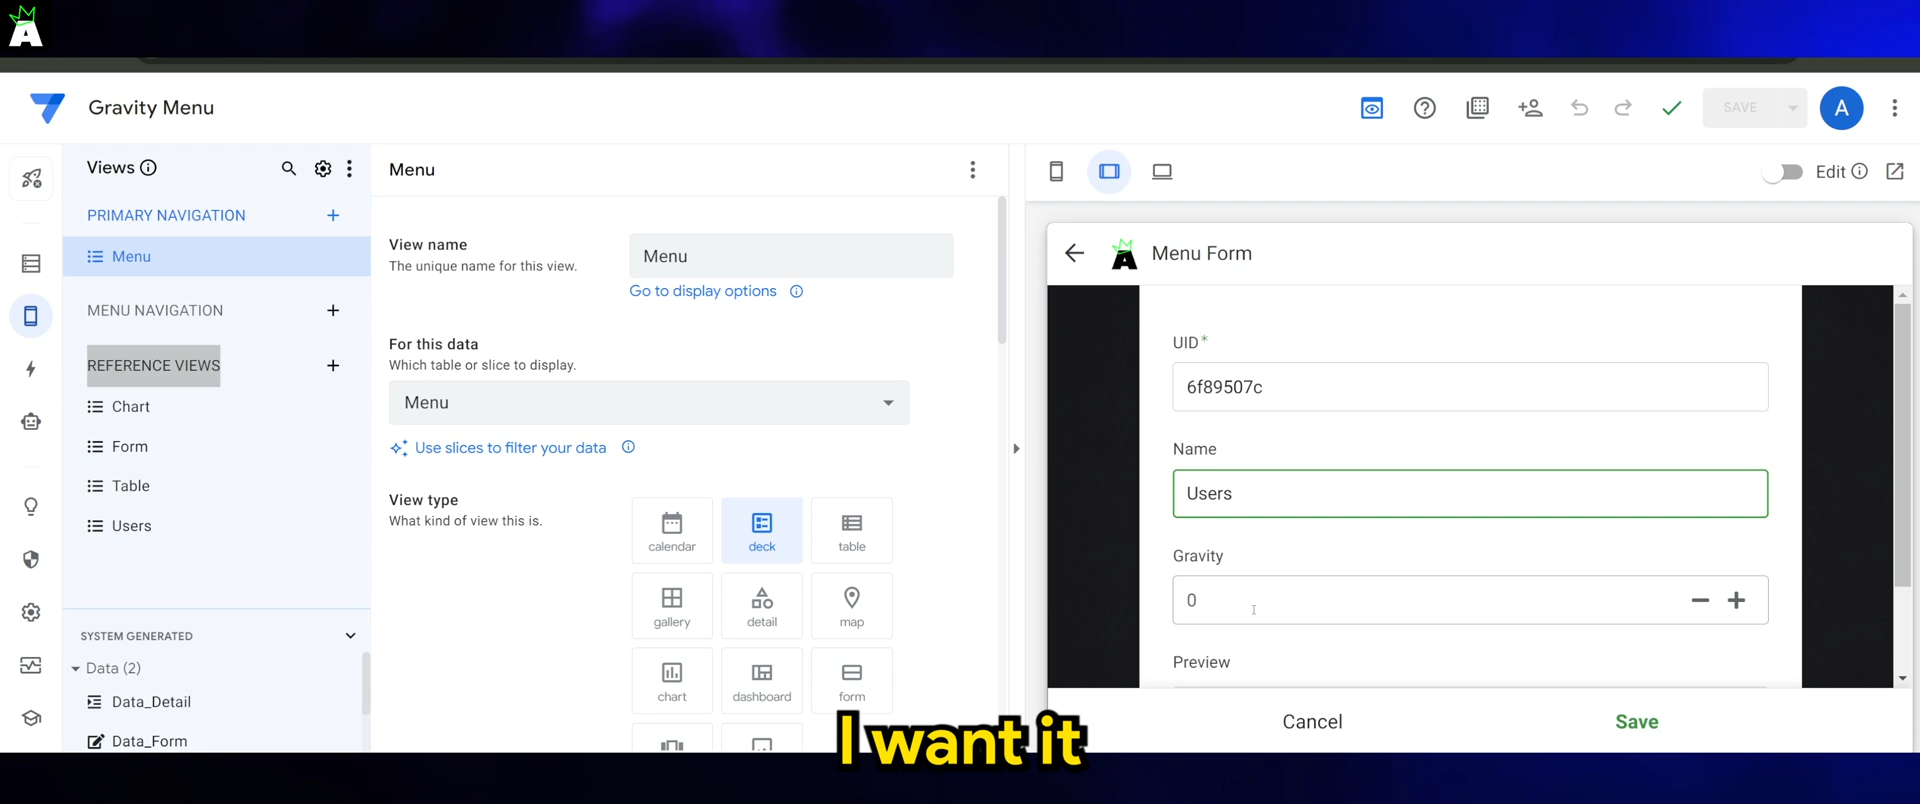 Gravity Menu
SAVE
A
Views
PRIMARY NAVIGATION
Menu
MENU NAVIGATION
REFERENCE VIEWS
Chart
Form
Table
Users
SYSTEM GENERATED
Data (2)
Data_Detail
Data_Form
Menu
View name
The unique name for this view.
Menu
Go to display options
For this data
Which table or slice to display.
Menu
Use slices to filter your data
View type
What kind of view this is.
calendar
deck
table
gallery
detail
map
chart
dashboard
form
Edit
Menu Form
UID*
6f89507c
Name
Users
Gravity
0
Preview
Cancel
Save
I want it